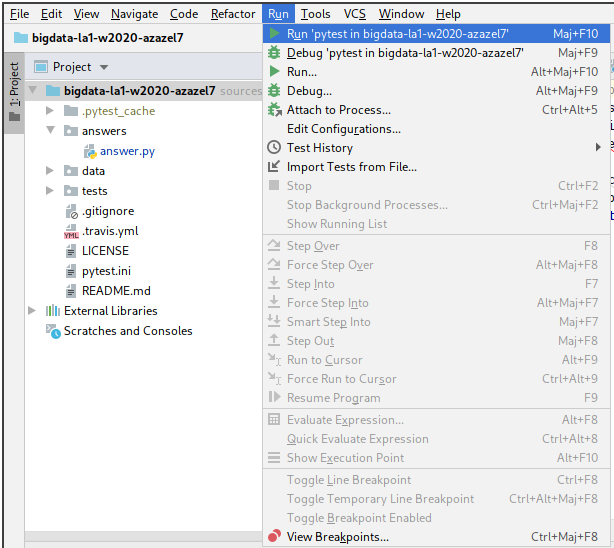 File Edit View Navigate Code Refactor Run Tools VCS Window Help
bigdata-la1-w2020-azazel7
1: Project
Project
bigdata-la1-w2020-azazel7 sources
.pytest_cache
answers
answer.py
data
tests
.gitignore
.travis.yml
LICENSE
pytest.ini
README.md
External Libraries
Scratches and Consoles
Run 'pytest in bigdata-la1-w2020-azazel7' Maj+F10
Debug 'pytest in bigdata-la1-w2020-azazel7' Maj+F9
Run... Alt+Maj+F10
Debug... Alt+Maj+F9
Attach to Process... Ctrl+Alt+5
Edit Configurations...
Test History
Import Tests from File...
Stop Ctrl+F2
Stop Background Processes... Ctrl+Maj+F2
Show Running List
Step Over F8
Force Step Over Alt+Maj+F8
Step Into F7
Force Step Into Alt+Maj+F7
Smart Step Into Maj+F7
Step Out Maj+F8
Run to Cursor Alt+F9
Force Run to Cursor Ctrl+Alt+9
Resume Program F9
Evaluate Expression... Alt+F8
Quick Evaluate Expression Ctrl+Alt+8
Show Execution Point Alt+F10
Toggle Line Breakpoint Ctrl+F8
Toggle Temporary Line Breakpoint Ctrl+Alt+Maj+F8
Toggle Breakpoint Enabled
View Breakpoints... Ctrl+Maj+F8